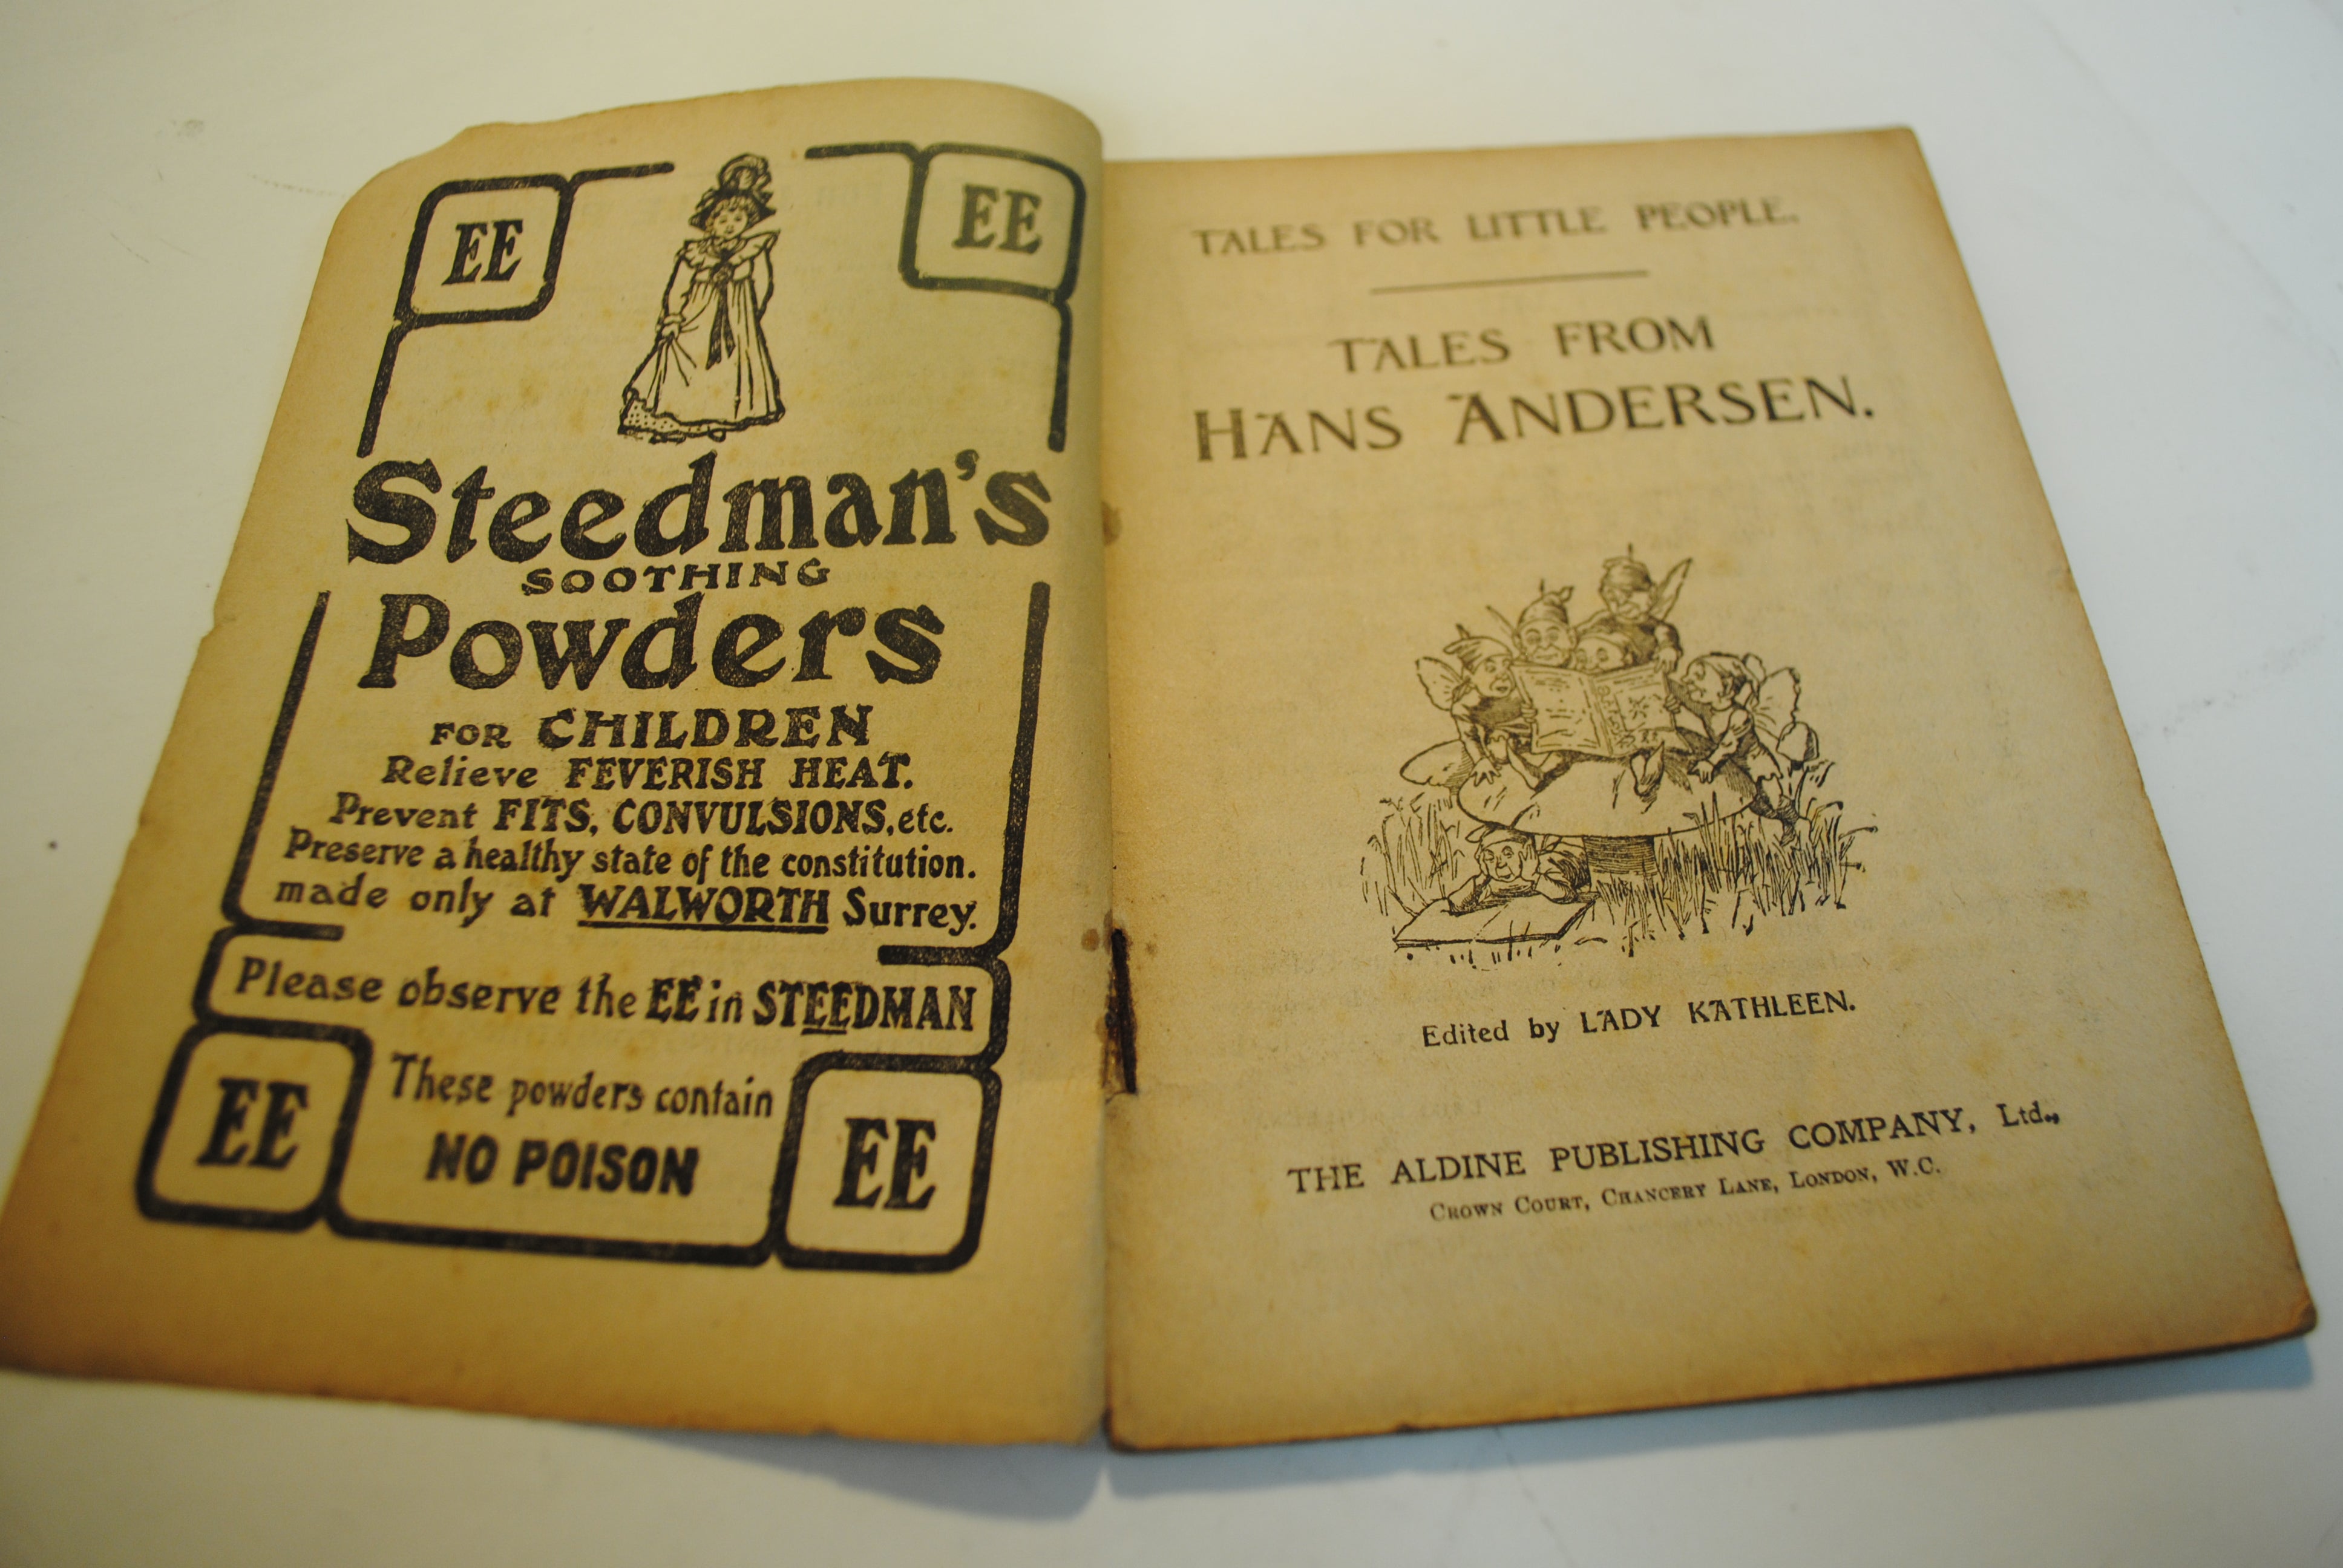 EE
EE
Steedman's
SOOTHING
Powders
FOR CHILDREN
Relieve FEVERISH HEAT.
Prevent FITS, CONVULSIONS, etc.
Preserve a healthy state of the constitution.
made only at WALWORTH Surrey.
Please observe the EE in STEEDMAN
EE
These powders contain
NO POISON
EE
TALES FOR LITTLE PEOPLE.
TALES FROM
HANS ANDERSEN.
Edited by LADY KATHLEEN.
THE ALDINE PUBLISHING COMPANY, Ltd.,
CROWN COURT, CHANCERY LANE, LONDON, W.C.